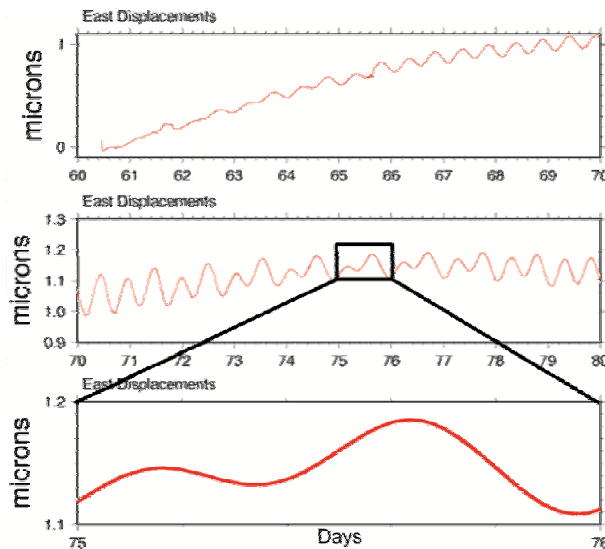 East Displacements
microns
1
0
60 61 62 63 64 65 66 67 68 69 70
East Displacements
microns
1.3
1.2
1.1
1.0
0.9
70 71 72 73 74 75 76 77 78 79 80
East Displacements
microns
1.2
1.1
75 Days 76